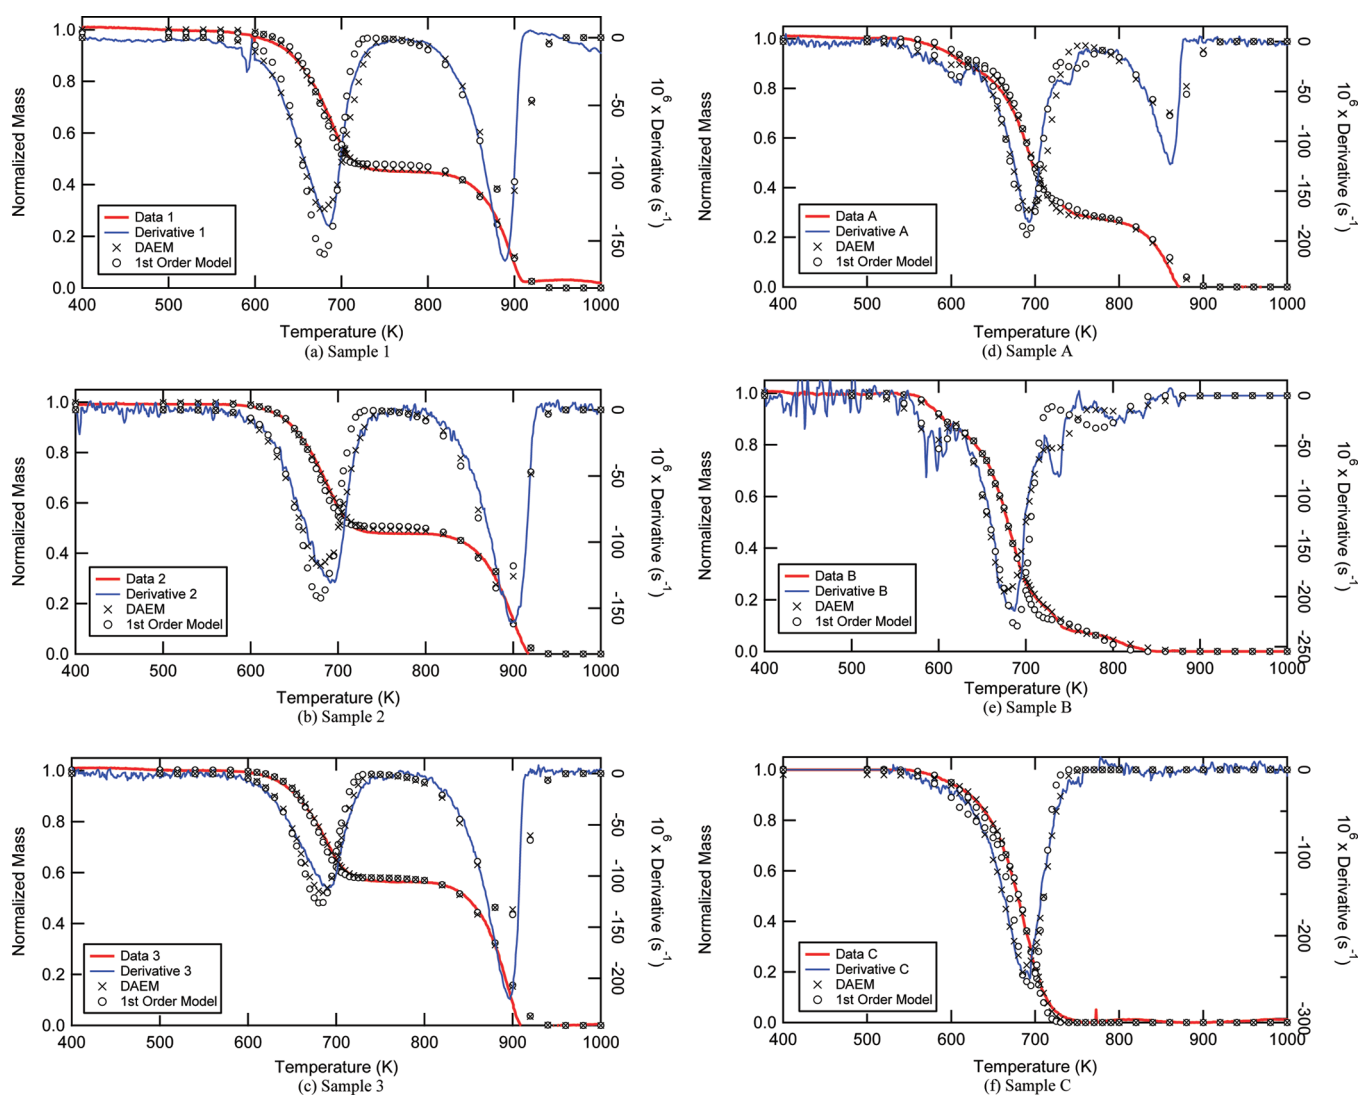 1.0
0.8
0.6
0.4
0.2
0.0
Normalized Mass
0
-50
-100
-150
10⁶ x Derivative (s⁻¹)
Data 1
Derivative 1
DAEM
1st Order Model
400 500 600 700 800 900 1000
Temperature (K)
(a) Sample 1
1.0
0.8
0.6
0.4
0.2
0.0
Normalized Mass
0
-50
-100
-150
-200
10⁶ x Derivative (s⁻¹)
Data A
Derivative A
DAEM
1st Order Model
400 500 600 700 800 900 1000
Temperature (K)
(d) Sample A
1.0
0.8
0.6
0.4
0.2
0.0
Normalized Mass
0
-50
-100
-150
10⁶ x Derivative (s⁻¹)
Data 2
Derivative 2
DAEM
1st Order Model
400 500 600 700 800 900 1000
Temperature (K)
(b) Sample 2
1.0
0.8
0.6
0.4
0.2
0.0
Normalized Mass
0
-50
-100
-150
-200
-250
10⁶ x Derivative (s⁻¹)
Data B
Derivative B
DAEM
1st Order Model
400 500 600 700 800 900 1000
Temperature (K)
(e) Sample B
1.0
0.8
0.6
0.4
0.2
0.0
Normalized Mass
0
-50
-100
-150
-200
10⁶ x Derivative (s⁻¹)
Data 3
Derivative 3
DAEM
1st Order Model
400 500 600 700 800 900 1000
Temperature (K)
(c) Sample 3
1.0
0.8
0.6
0.4
0.2
0.0
Normalized Mass
0
-100
-200
-300
10⁶ x Derivative (s⁻¹)
Data C
Derivative C
DAEM
1st Order Model
400 500 600 700 800 900 1000
Temperature (K)
(f) Sample C